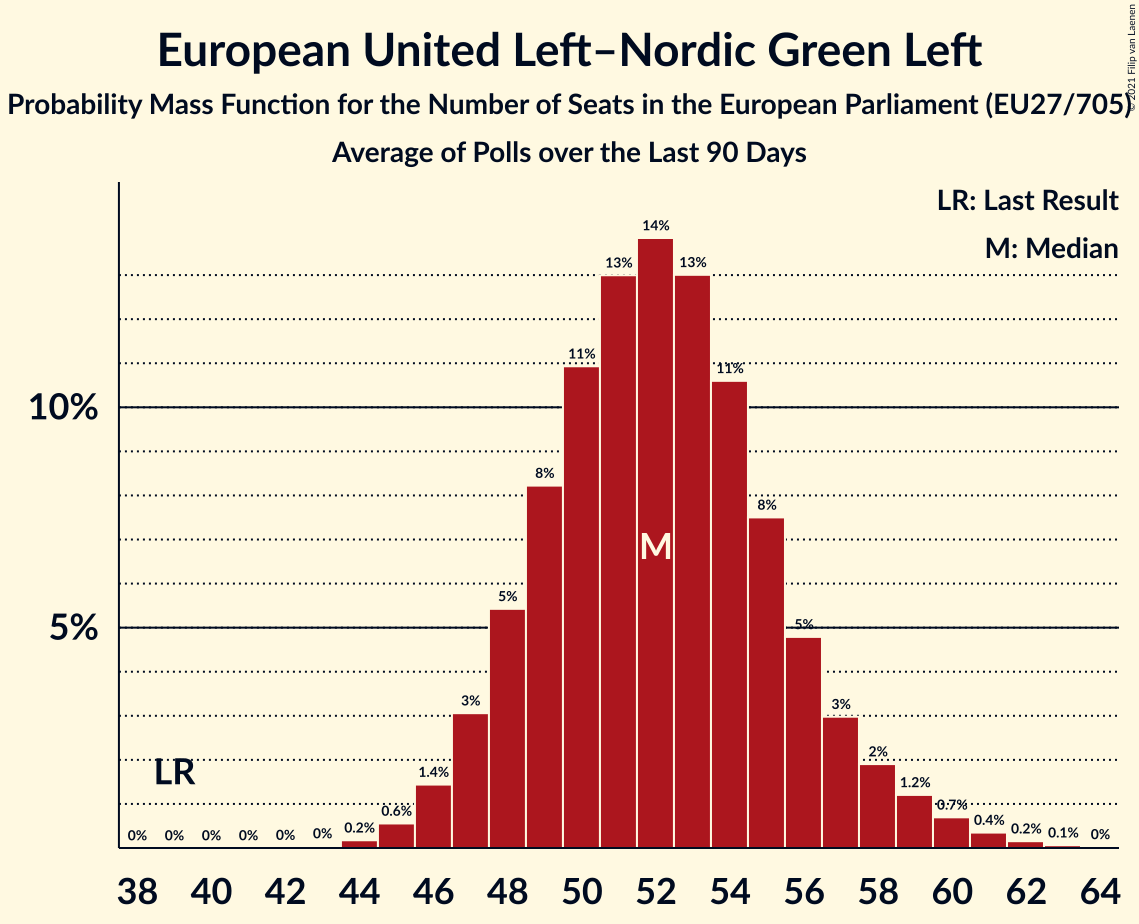 European United Left–Nordic Green Left
Probability Mass Function for the Number of Seats in the European Parliament (EU27/705)
Average of Polls over the Last 90 Days
© 2021 Filip van Laenen
LR: Last Result
M: Median
10%
5%
LR
M
0% 0% 0% 0% 0% 0% 0.2% 0.6% 1.4% 3% 5% 8% 11% 13% 14% 13% 11% 8% 5% 3% 2% 1.2% 0.7% 0.4% 0.2% 0.1% 0%
38 40 42 44 46 48 50 52 54 56 58 60 62 64